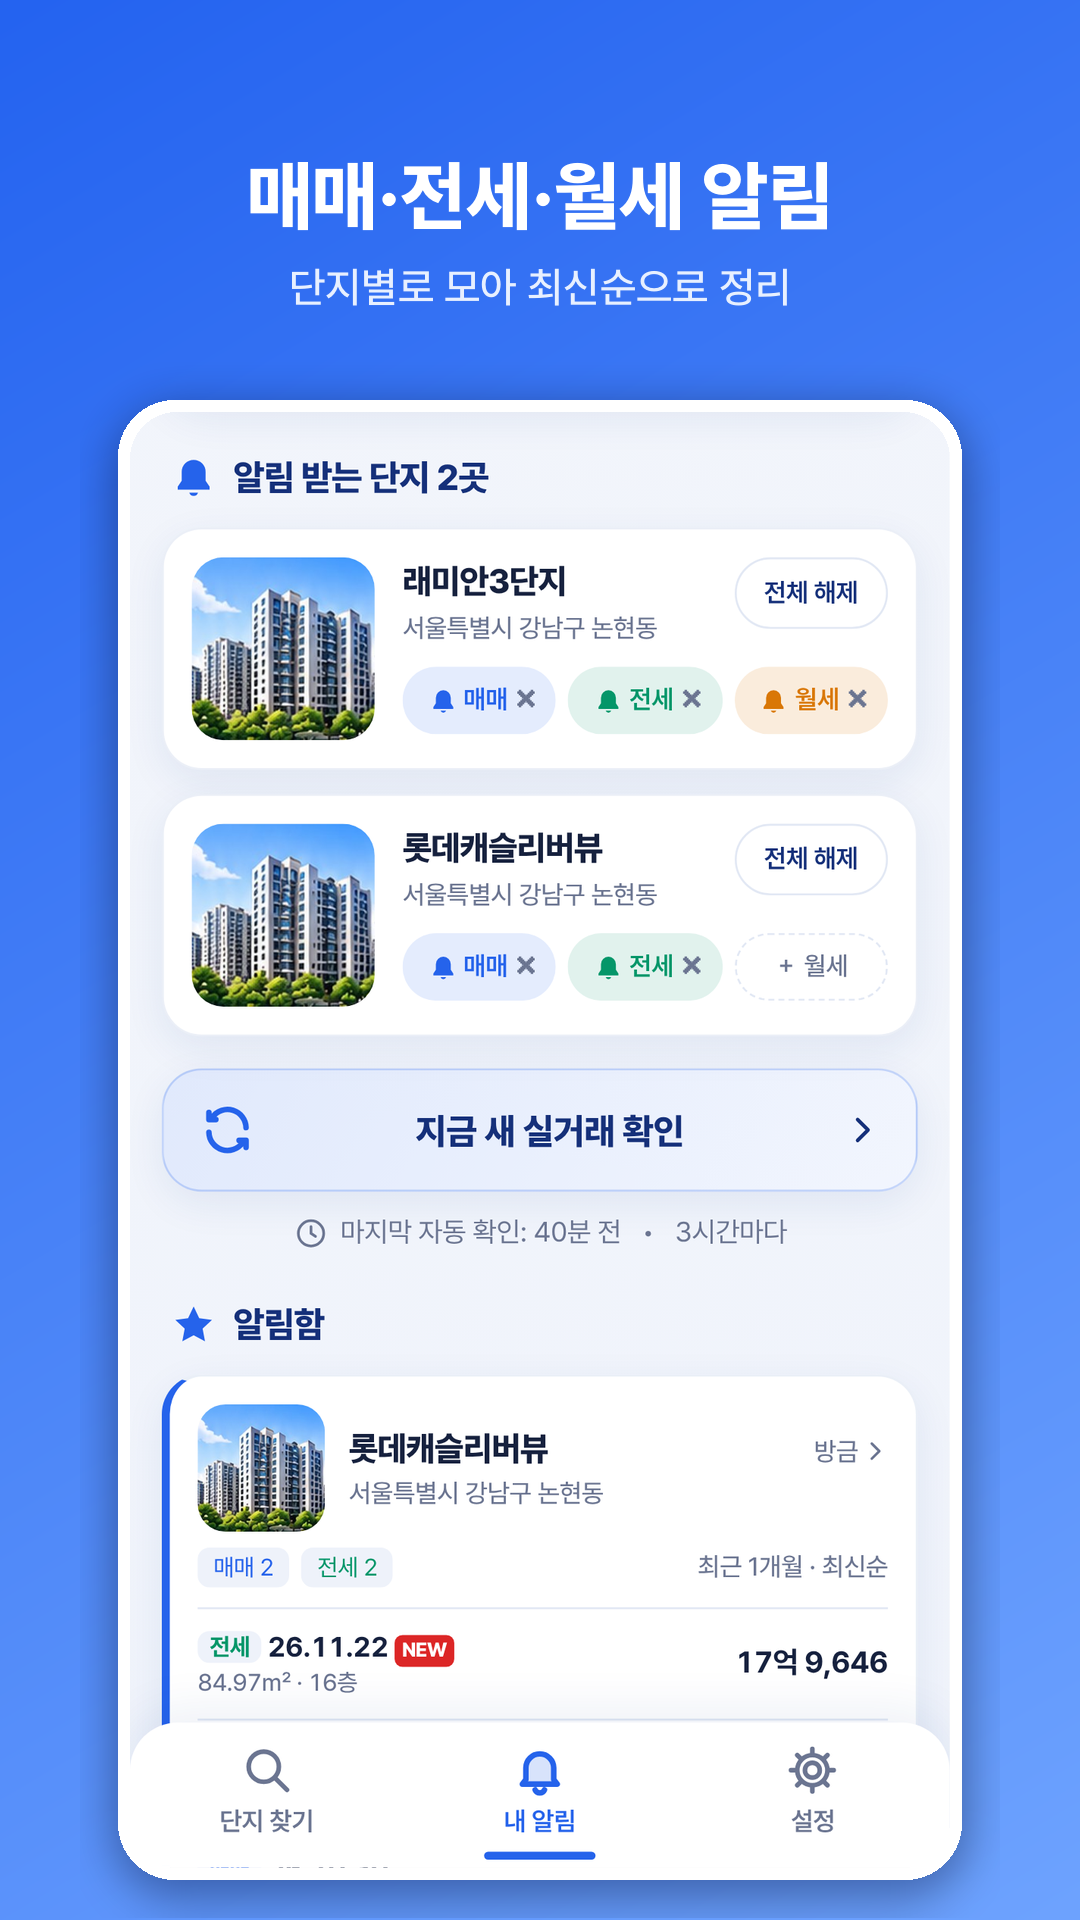 매매·전세·월세 알림
단지별로 모아 최신순으로 정리
알림 받는 단지 2곳
래미안3단지
전체 해제
서울특별시 강남구 논현동
매매 ✕ 전세 ✕ 월세 ✕
롯데캐슬리버뷰
전체 해제
서울특별시 강남구 논현동
매매 ✕ 전세 ✕ + 월세
지금 새 실거래 확인
마지막 자동 확인: 40분 전 • 3시간마다
알림함
롯데캐슬리버뷰
방금
서울특별시 강남구 논현동
매매 2 전세 2 최근 1개월 · 최신순
전세 26.11.22 NEW 17억 9,646
84.97m² · 16층
단지 찾기 내 알림 설정